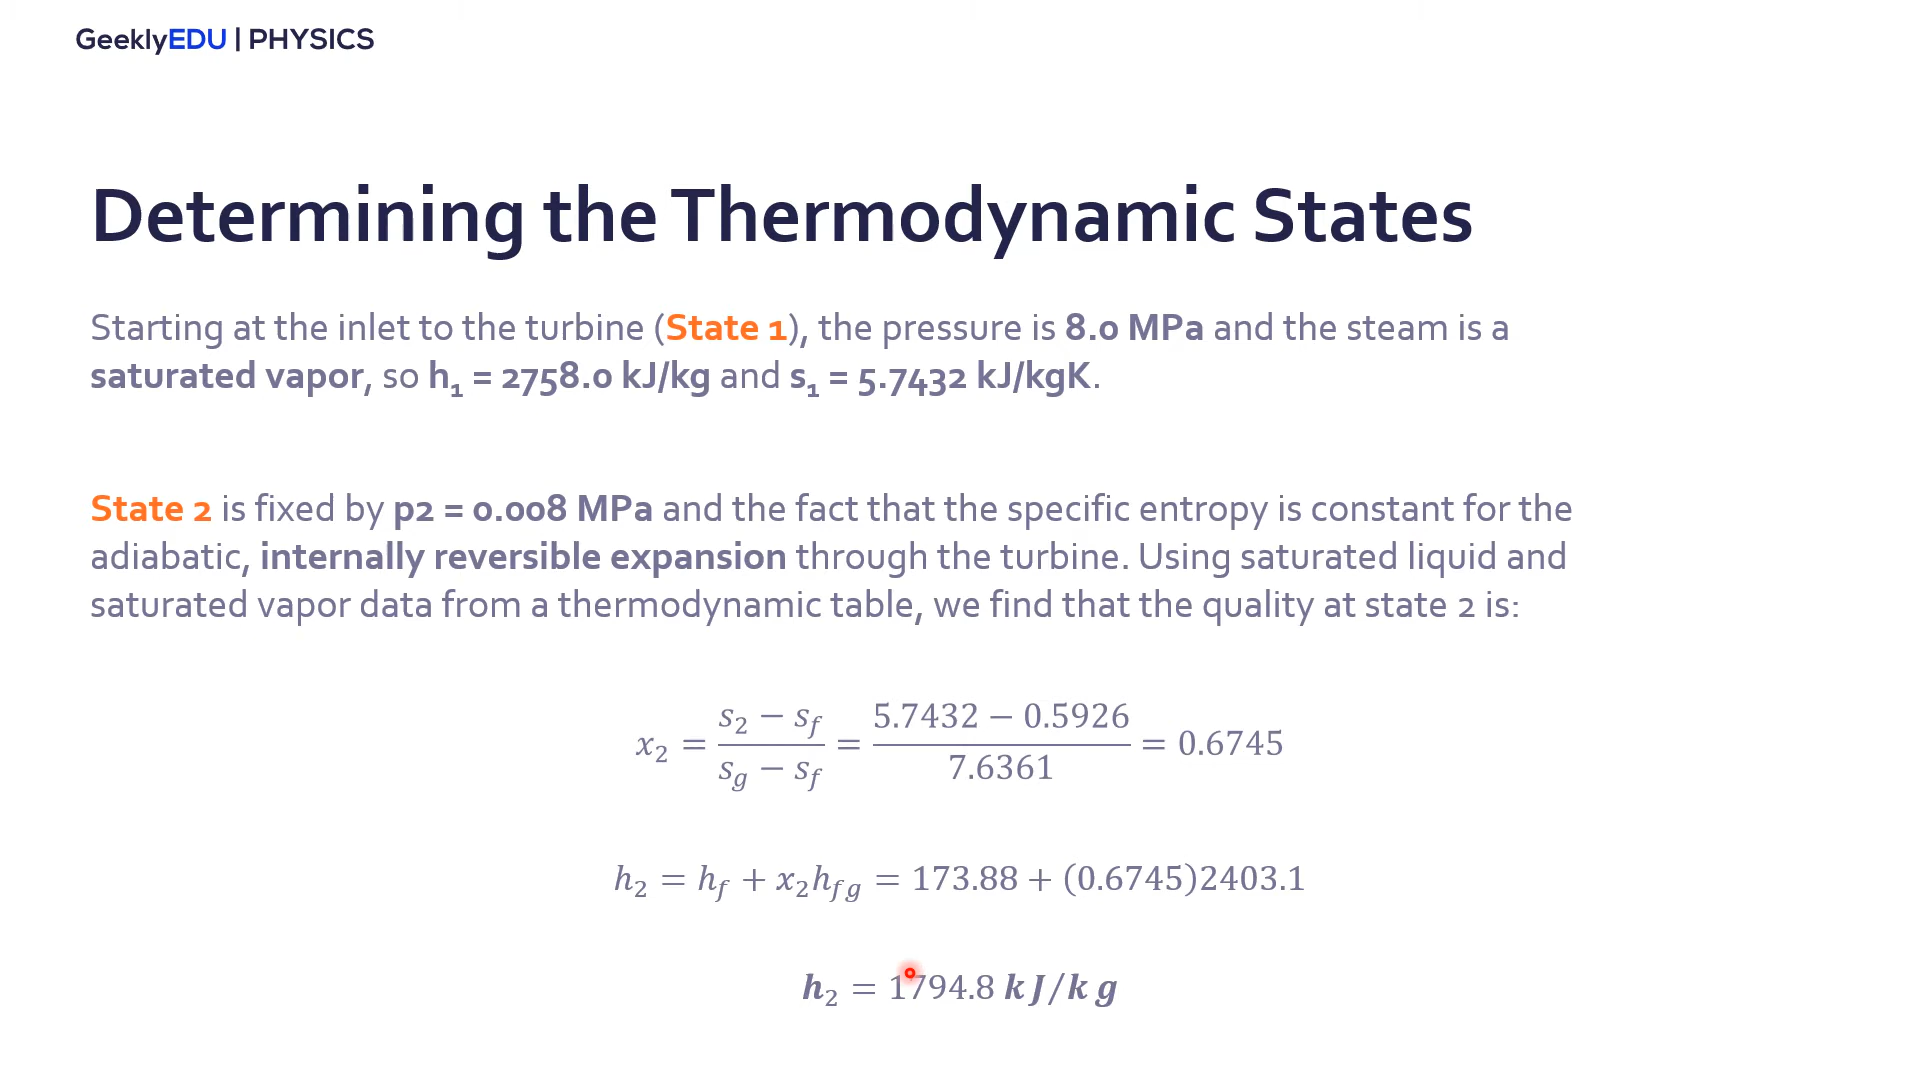 GeeklyEDU | PHYSICS
Determining the Thermodynamic States
Starting at the inlet to the turbine (State 1), the pressure is 8.0 MPa and the steam is a
saturated vapor, so h₁ = 2758.0 kJ/kg and s₁ = 5.7432 kJ/kgK.
State 2 is fixed by p2 = 0.008 MPa and the fact that the specific entropy is constant for the
adiabatic, internally reversible expansion through the turbine. Using saturated liquid and
saturated vapor data from a thermodynamic table, we find that the quality at state 2 is:
x₂ = (s₂ − s_f)/(s_g − s_f) = (5.7432 − 0.5926)/7.6361 = 0.6745
h₂ = h_f + x₂h_fg = 173.88 + (0.6745)2403.1
h₂ = 1794.8 kJ/kg